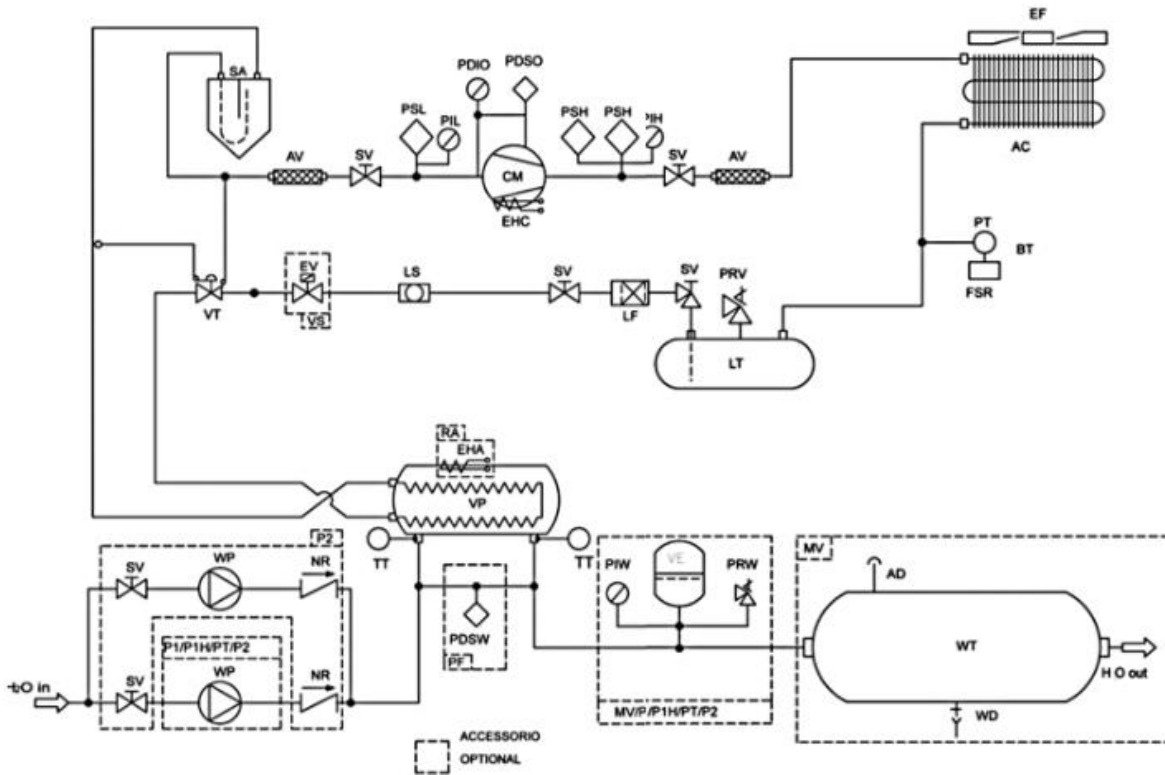 EF
SA
PDIO
PDSO
PSL
PIL
PSH
PSH
PIH
AV
SV
CM
SV
AV
EHC
AC
PT
BT
FSR
EV
LS
SV
SV
PRV
VT
VS
LF
LT
RA
EHA
VP
P2
TT
TT
SV
WP
NR
PIW
VE
PRW
MV
AD
PDSW
PF
P1/P1H/PT/P2
WT
SV
WP
NR
in
H O out
MV/P/P1H/PT/P2
WD
ACCESSORIO
OPTIONAL